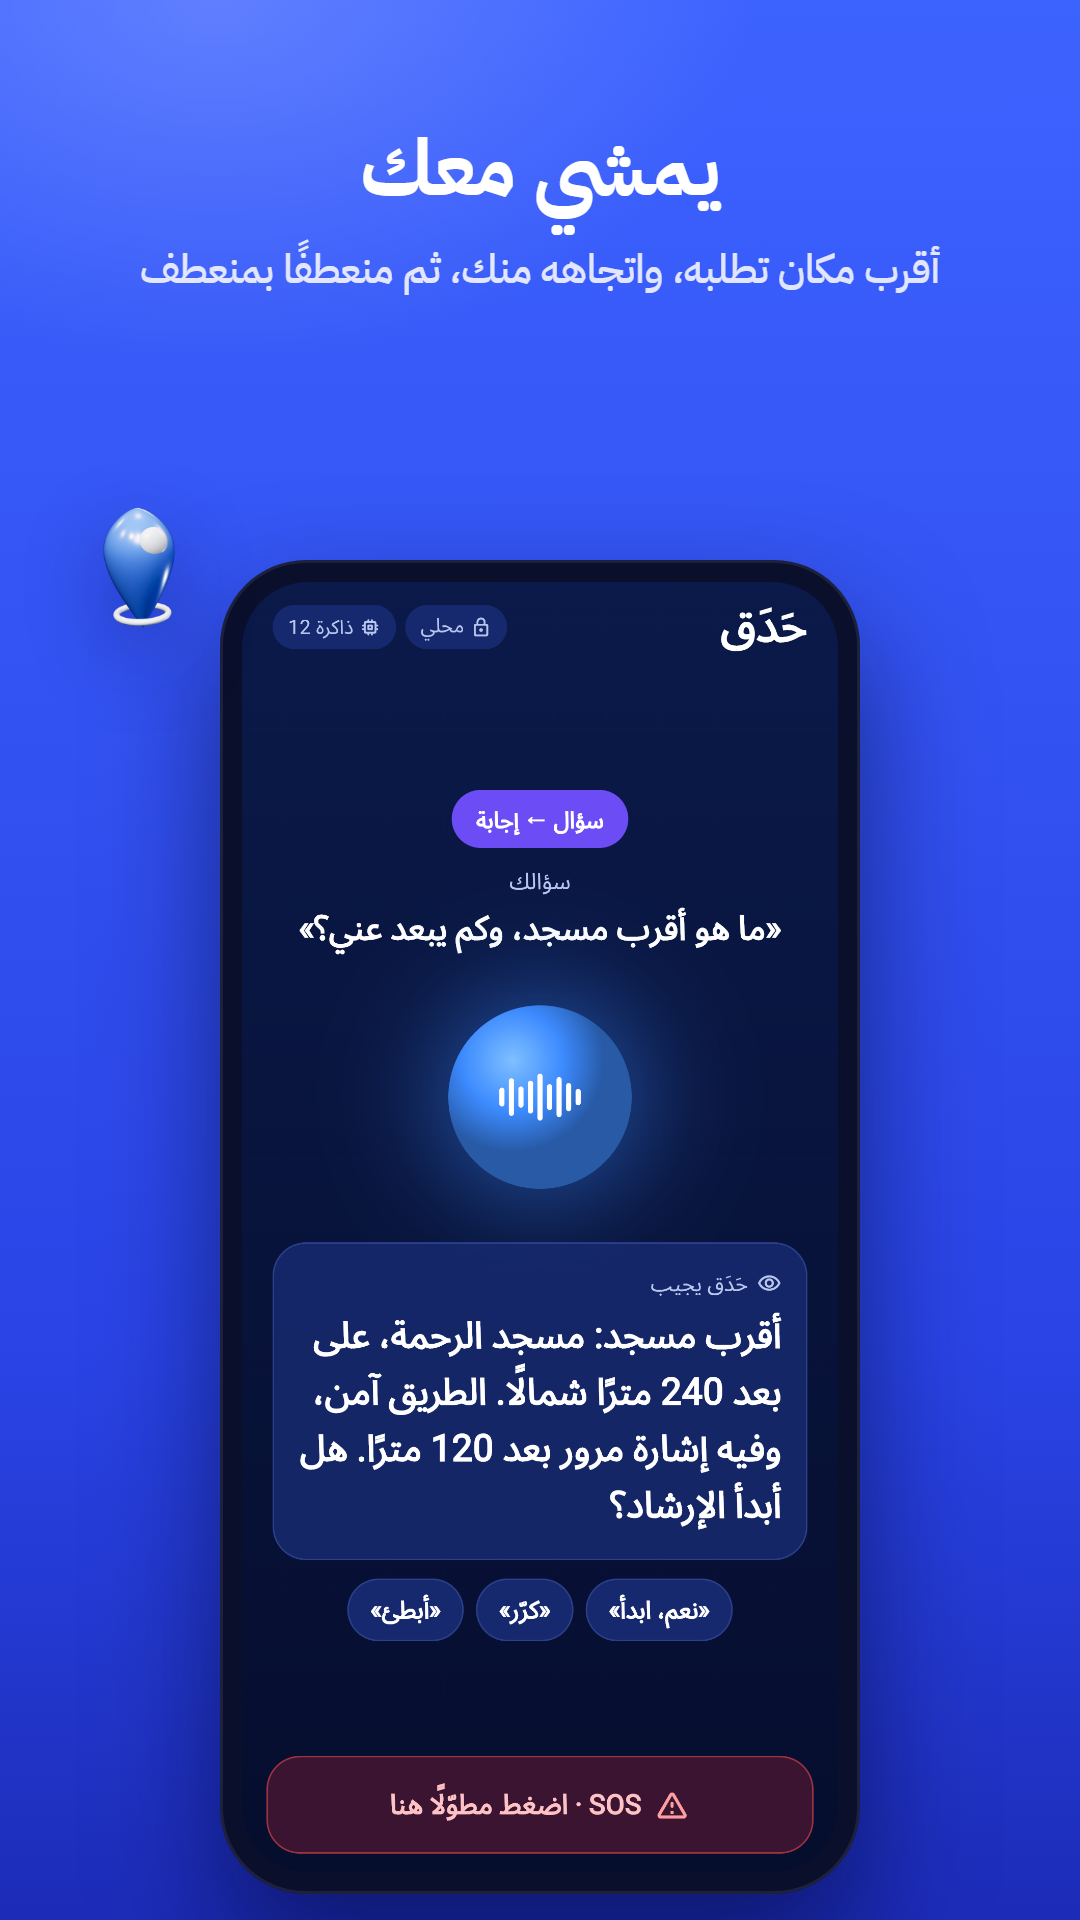 يمشي معك
أقرب مكان تطلبه، واتجاهه منك، ثم منعطفًا بمنعطف
حَدَق
محلي
ذاكرة 12
سؤال ← إجابة
سؤالك
«ما هو أقرب مسجد، وكم يبعد عني؟»
حَدَق يجيب
أقرب مسجد: مسجد الرحمة، على
بعد 240 مترًا شمالًا. الطريق آمن،
وفيه إشارة مرور بعد 120 مترًا. هل
أبدأ الإرشاد؟
«نعم، ابدأ»
«كرّر»
«أبطئ»
SOS · اضغط مطوّلًا هنا